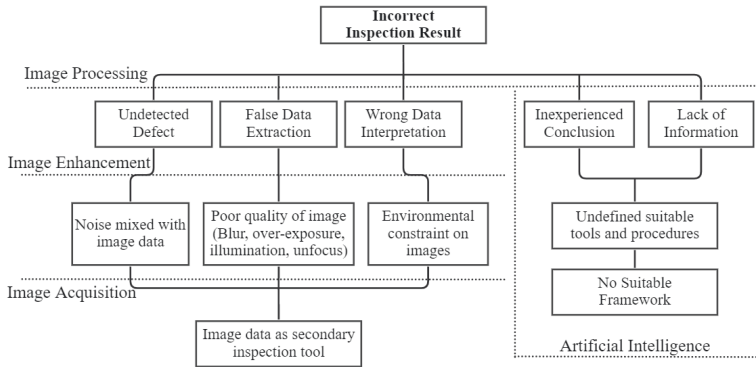 Incorrect
Inspection Result
Image Processing
Undetected
Defect
False Data
Extraction
Wrong Data
Interpretation
Inexperienced
Conclusion
Lack of
Information
Image Enhancement
Noise mixed with
image data
Poor quality of image
(Blur, over-exposure,
illumination, unfocus)
Environmental
constraint on
images
Undefined suitable
tools and procedures
No Suitable
Framework
Image Acquisition
Image data as secondary
inspection tool
Artificial Intelligence